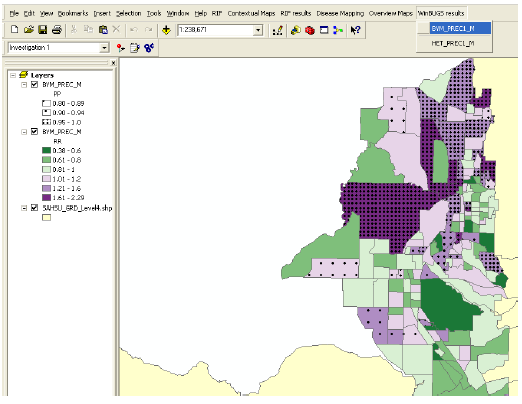 File Edit View Bookmarks Insert Selection Tools Window Help RIF Contextual Maps RIF results Disease Mapping Overview Maps WinBUGS results
1:238,671
BYM_PREC1_M
HET_PREC1_M
Investigation 1
Layers
BYM_PREC_M
PP
0.80 - 0.89
0.90 - 0.94
0.95 - 1.0
BYM_PREC_M
RR
0.38 - 0.6
0.61 - 0.8
0.81 - 1
1.01 - 1.2
1.21 - 1.6
1.61 - 2.29
SAHSU_GRD_Level4.shp